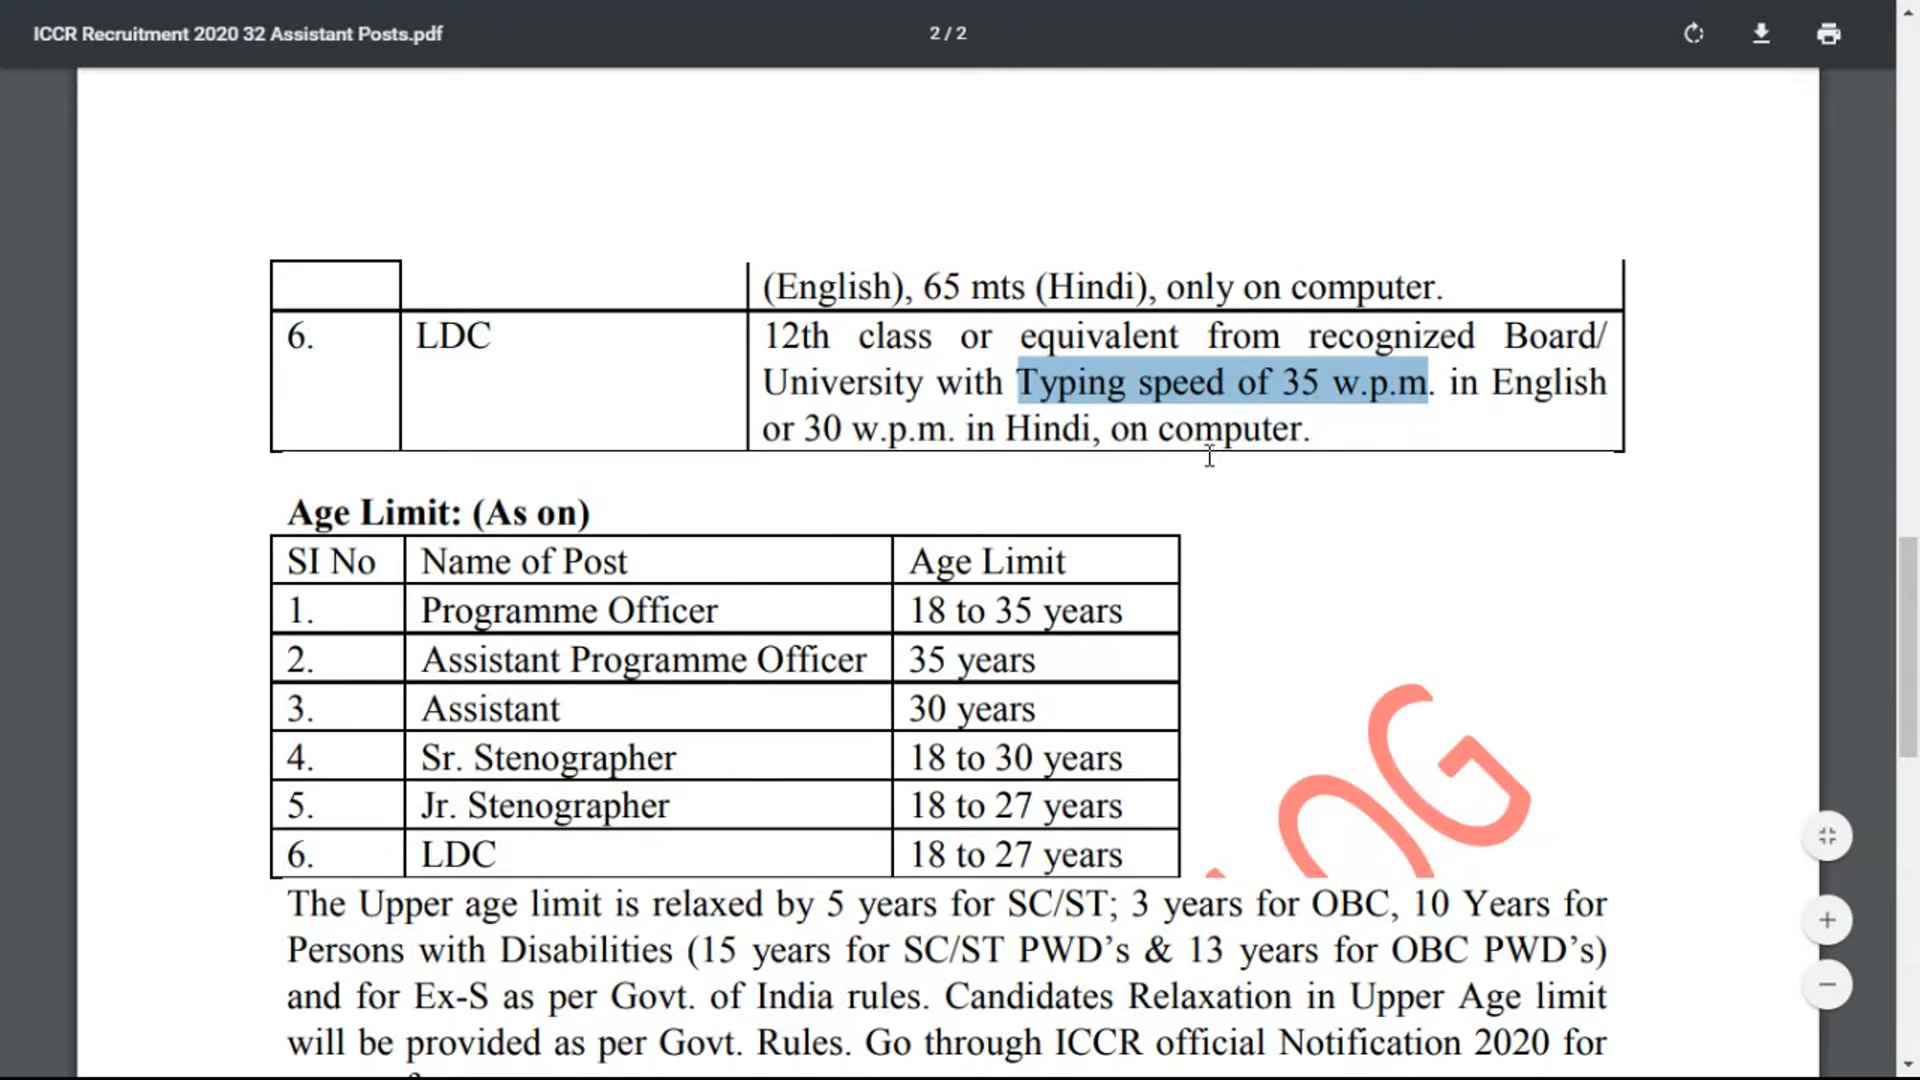 ICCR Recruitment 2020 32 Assistant Posts.pdf
2 / 2
(English), 65 mts (Hindi), only on computer.
6. LDC 12th class or equivalent from recognized Board/
University with Typing speed of 35 w.p.m. in English
or 30 w.p.m. in Hindi, on computer.
Age Limit: (As on)
SI No Name of Post Age Limit
1. Programme Officer 18 to 35 years
2. Assistant Programme Officer 35 years
3. Assistant 30 years
4. Sr. Stenographer 18 to 30 years
5. Jr. Stenographer 18 to 27 years
6. LDC 18 to 27 years
The Upper age limit is relaxed by 5 years for SC/ST; 3 years for OBC, 10 Years for
Persons with Disabilities (15 years for SC/ST PWD’s & 13 years for OBC PWD’s)
and for Ex-S as per Govt. of India rules. Candidates Relaxation in Upper Age limit
will be provided as per Govt. Rules. Go through ICCR official Notification 2020 for